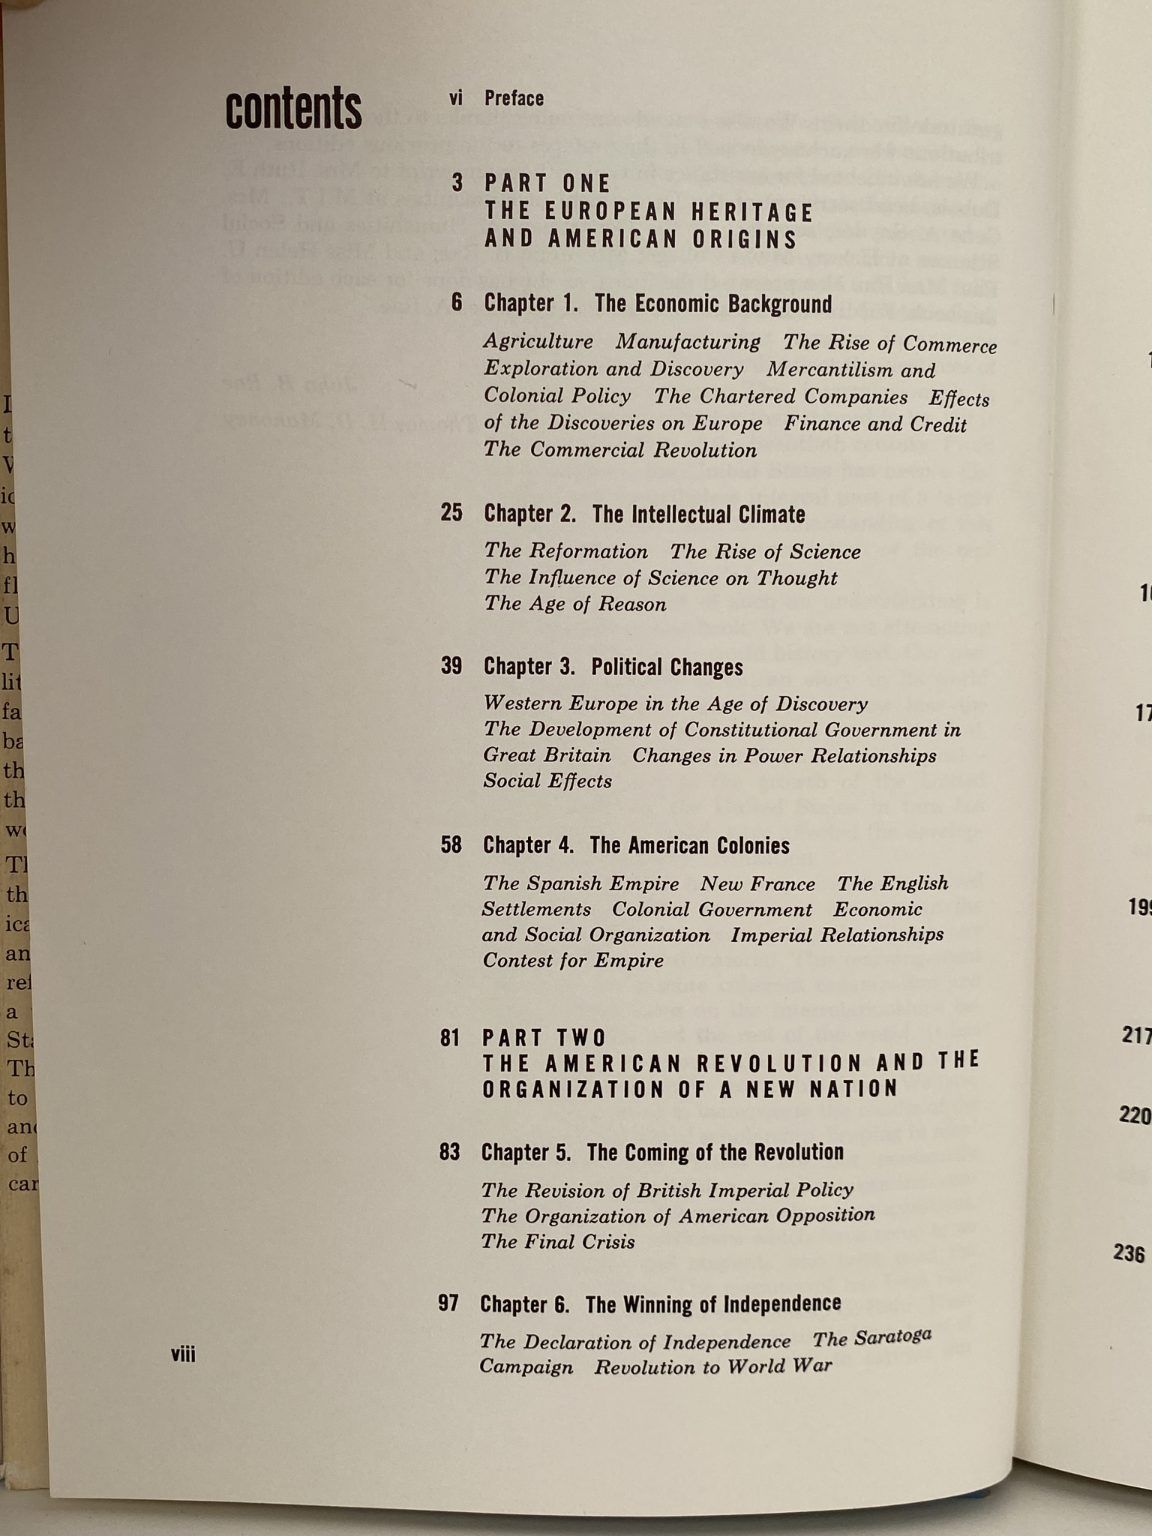 contents
vi Preface
3 PART ONE
THE EUROPEAN HERITAGE
AND AMERICAN ORIGINS
6 Chapter 1. The Economic Background
Agriculture Manufacturing The Rise of Commerce
Exploration and Discovery Mercantilism and
Colonial Policy The Chartered Companies Effects
of the Discoveries on Europe Finance and Credit
The Commercial Revolution
25 Chapter 2. The Intellectual Climate
The Reformation The Rise of Science
The Influence of Science on Thought
The Age of Reason
39 Chapter 3. Political Changes
Western Europe in the Age of Discovery
The Development of Constitutional Government in
Great Britain Changes in Power Relationships
Social Effects
58 Chapter 4. The American Colonies
The Spanish Empire New France The English
Settlements Colonial Government Economic
and Social Organization Imperial Relationships
Contest for Empire
81 PART TWO
THE AMERICAN REVOLUTION AND THE
ORGANIZATION OF A NEW NATION
83 Chapter 5. The Coming of the Revolution
The Revision of British Imperial Policy
The Organization of American Opposition
The Final Crisis
97 Chapter 6. The Winning of Independence
The Declaration of Independence The Saratoga
Campaign Revolution to World War
viii
217
220
236